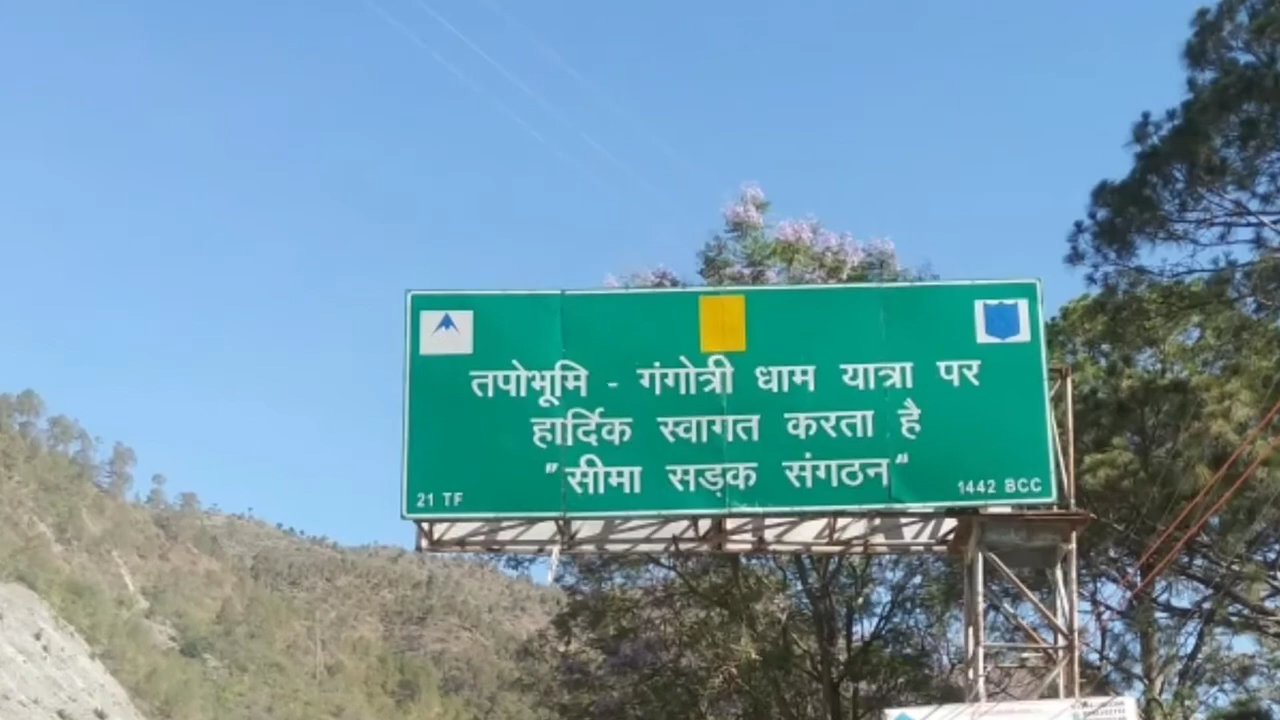 तपोभूमि - गंगोत्री धाम यात्रा पर
हार्दिक स्वागत करता है
"सीमा सड़क संगठन"
21 TF
1442 BCC